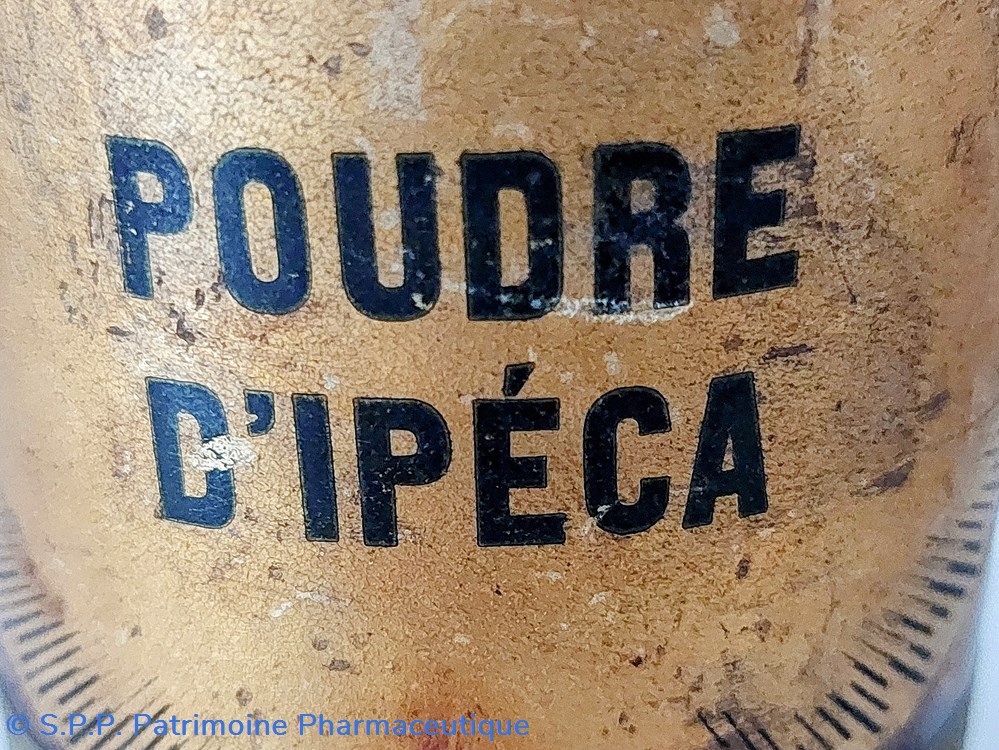 POUDRE
D'IPÉCA
© S.P.P. Patrimoine Pharmaceutique